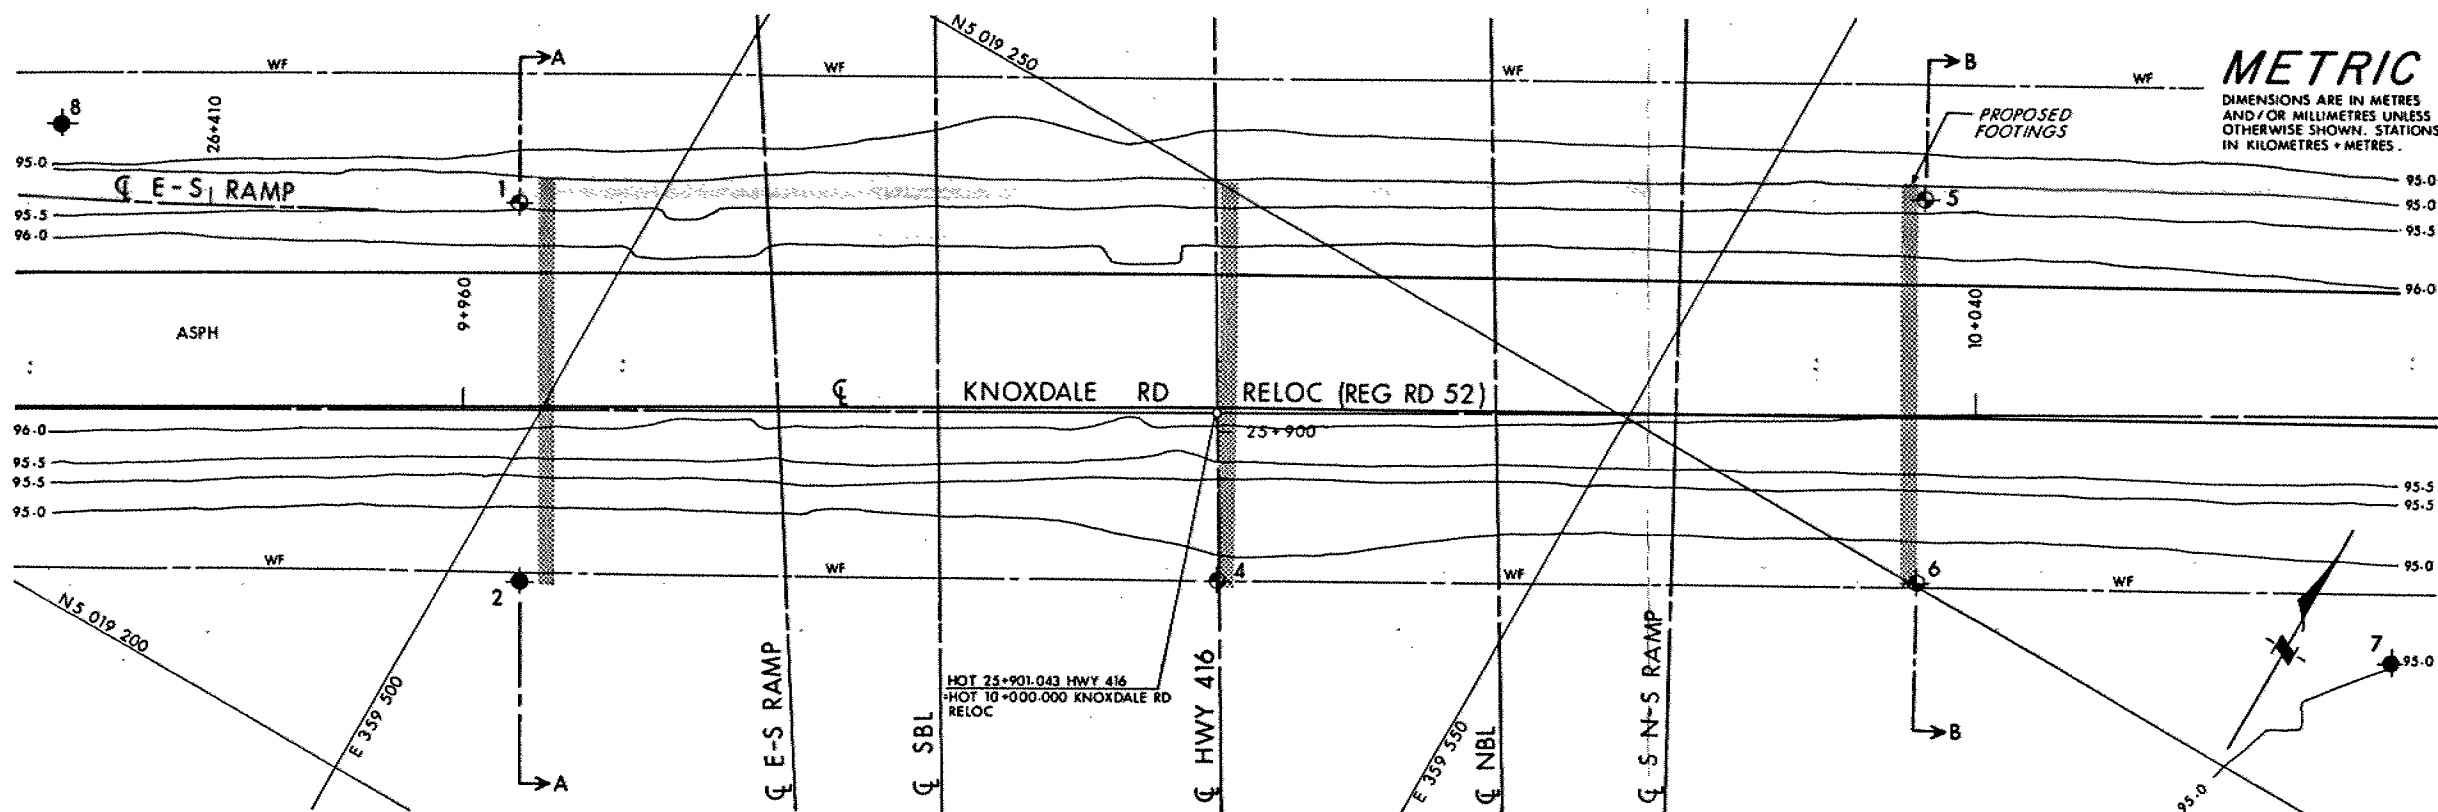 A
N5 019 250
B
WF
WF
WF
WF
METRIC
DIMENSIONS ARE IN METRES
AND/OR MILLIMETRES UNLESS
OTHERWISE SHOWN. STATIONS
IN KILOMETRES + METRES.
8
26+410
PROPOSED
FOOTINGS
95.0
℄ E-S RAMP
1
5
95.0
95.0
95.5
95.5
96.0
96.0
9+960
10+040
ASPH
℄ KNOXDALE RD RELOC (REG RD 52)
25+900
96.0
95.5
95.5
95.0
95.5
95.5
95.0
WF
WF
WF
WF
2
4
6
7
95.0
N5 019 200
E 359 500
℄ E-S RAMP
℄ SBL
HOT 25+901.043 HWY 416
=HOT 10+000.000 KNOXDALE RD
RELOC
℄ HWY 416
E 359 550
℄ NBL
℄ S N-S RAMP
N
A
B
95.0